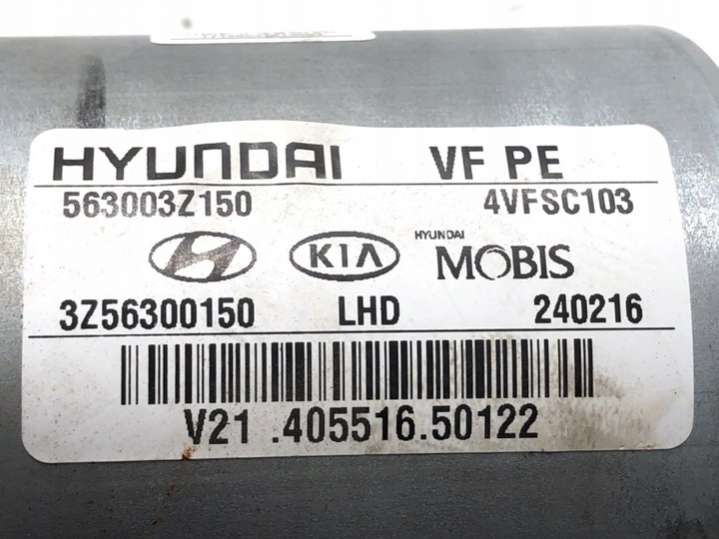 HYUNDAI VF PE
563003Z150 4VFSC103
KIA HYUNDAI MOBIS
3Z56300150 LHD 240216
V21 .405516.50122